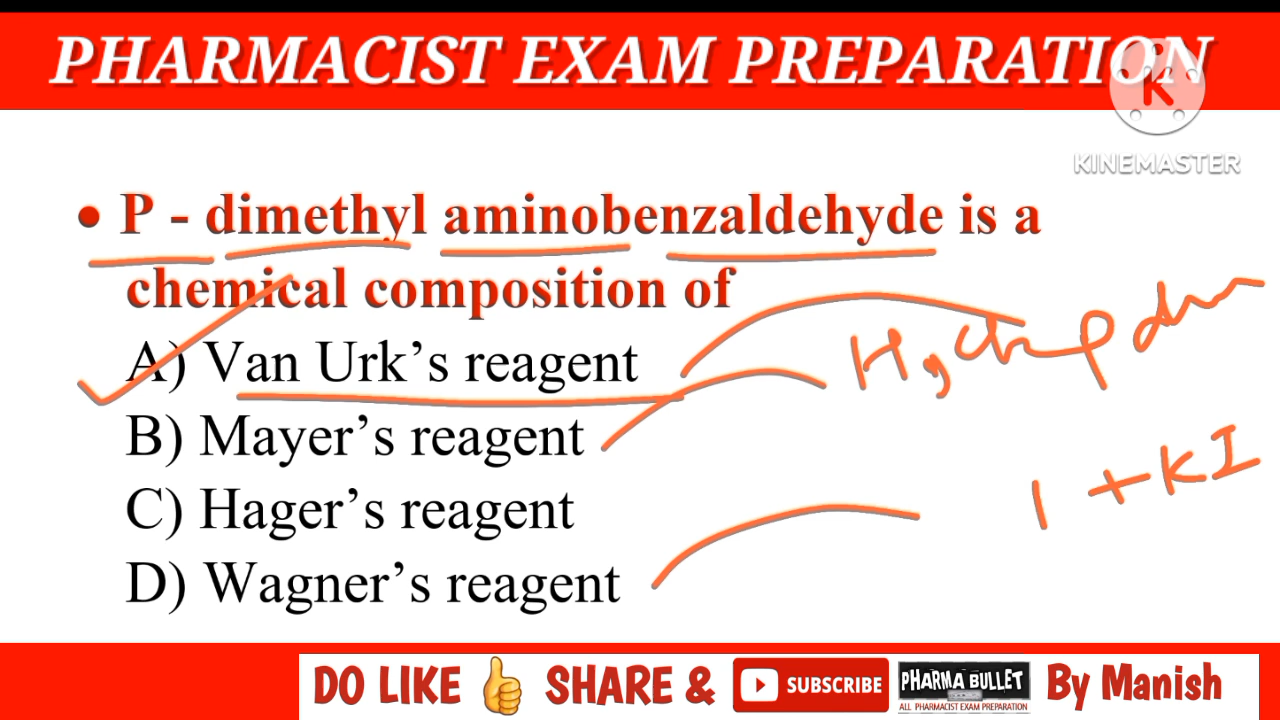 PHARMACIST EXAM PREPARATION
K
KINEMASTER
• P - dimethyl aminobenzaldehyde is a
chemical composition of
A) Van Urk’s reagent
B) Mayer’s reagent
C) Hager’s reagent
D) Wagner’s reagent
I + KI
DO LIKE 👍 SHARE & SUBSCRIBE PHARMA BULLET By Manish
ALL PHARMACIST EXAM PREPARATION